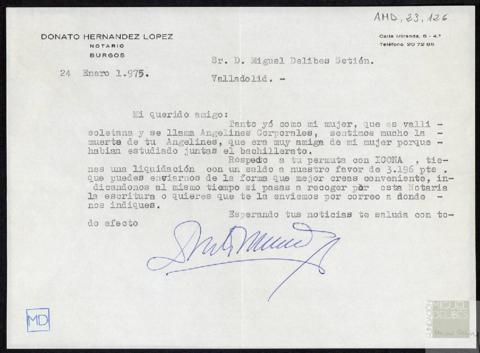 AMD, 23, 126
DONATO HERNANDEZ LOPEZ
NOTARIO
BURGOS
Calle Miranda, 5 - 4.º
Teléfono 20 72 86
Sr. D. Miguel Delibes Setién.
24 Enero 1.975.
Valladolid. -
Mi querido amigo:
Tanto yó como mi mujer, que es valli-
soletana y se llama Angelines Corporales, sentimos mucho la
muerte de tu Angelines, que era muy amiga de mi mujer porque
habian estudiado juntas el bachillerato.
Respecto a tu permuta con ICONA, tie-
nes una liquidación con un saldo a nuestro favor de 3.196 pts.
que puedes enviarnos de la forma que mejor creas conveniente, in-
dicandonos al mismo tiempo si pasas a recoger por esta Notaria
la escritura o quieres que te la enviemos por correo a donde
nos indiques.
Esperando tus noticias te saluda con to-
do afecto
MD
FUNDACIÓN
MIGUEL
DELIBES